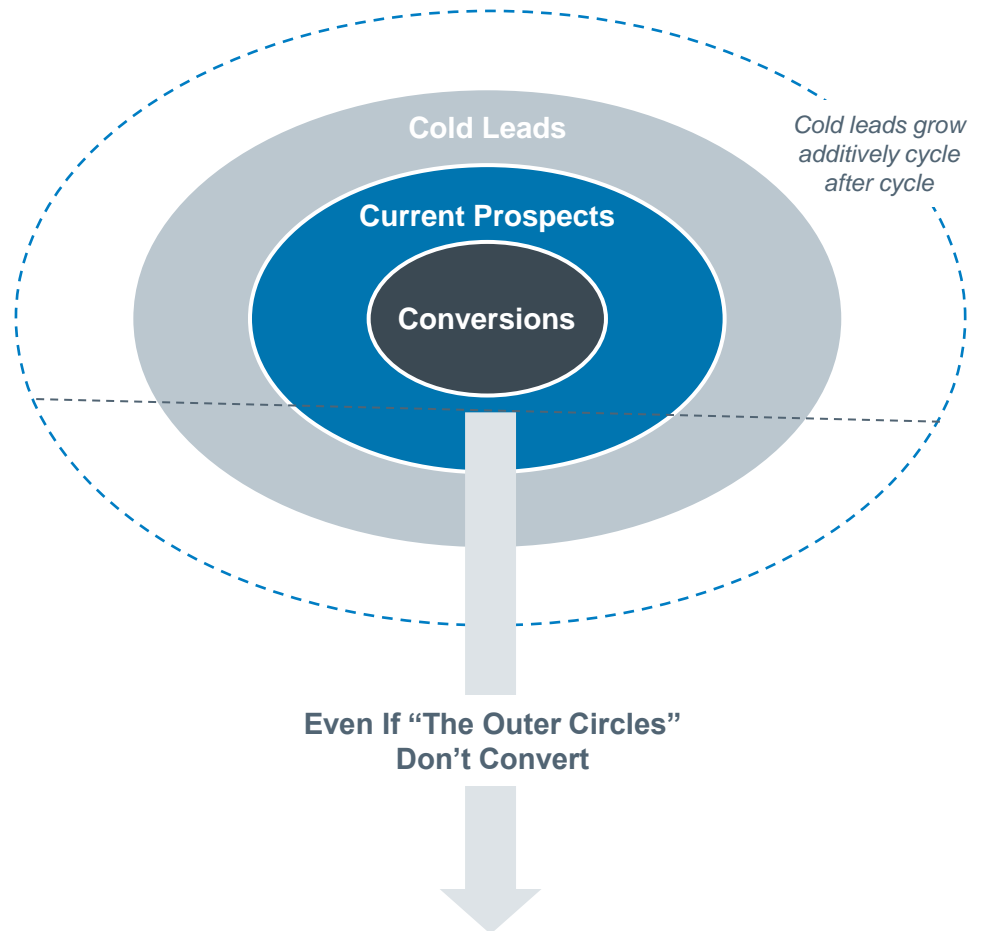 Cold Leads
Cold leads grow
additively cycle
after cycle
Current Prospects
Conversions
Even If “The Outer Circles”
Don’t Convert